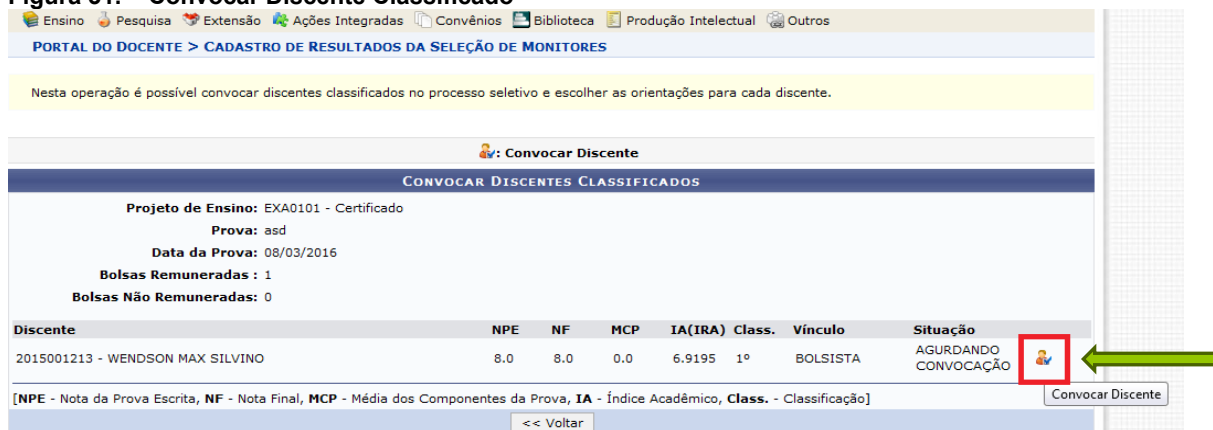 Figura 61. Convocar Discente Classificado
Ensino Pesquisa Extensão Ações Integradas Convênios Biblioteca Produção Intelectual Outros
PORTAL DO DOCENTE > CADASTRO DE RESULTADOS DA SELEÇÃO DE MONITORES
Nesta operação é possível convocar discentes classificados no processo seletivo e escolher as orientações para cada discente.
: Convocar Discente
CONVOCAR DISCENTES CLASSIFICADOS
Projeto de Ensino: EXA0101 - Certificado
Prova: asd
Data da Prova: 08/03/2016
Bolsas Remuneradas : 1
Bolsas Não Remuneradas: 0
Discente NPE NF MCP IA(IRA) Class. Vínculo Situação
2015001213 - WENDSON MAX SILVINO 8.0 8.0 0.0 6.9195 1º BOLSISTA AGURDANDO CONVOCAÇÃO
[NPE - Nota da Prova Escrita, NF - Nota Final, MCP - Média dos Componentes da Prova, IA - Índice Acadêmico, Class. - Classificação]
Convocar Discente
<< Voltar